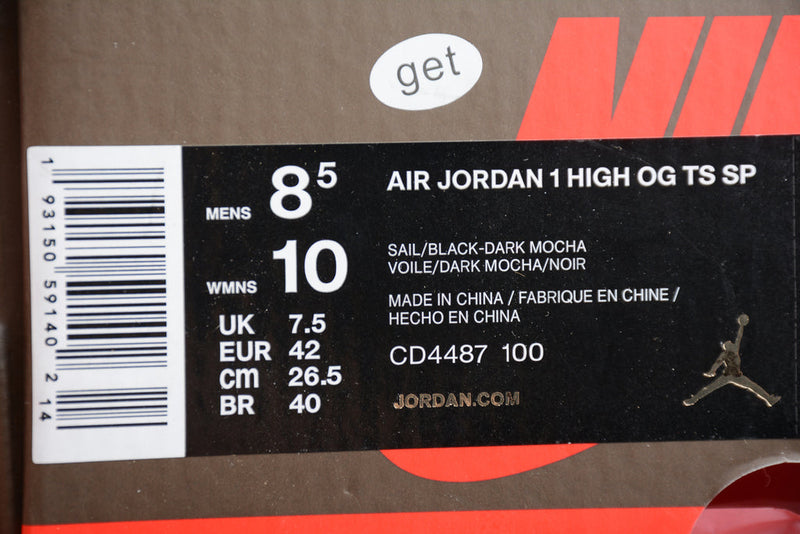 get
NIK
1 93150 59140 2 14
MENS 8⁵
WMNS 10
UK 7.5
EUR 42
cm 26.5
BR 40
AIR JORDAN 1 HIGH OG TS SP
SAIL/BLACK-DARK MOCHA
VOILE/DARK MOCHA/NOIR
MADE IN CHINA / FABRIQUE EN CHINE /
HECHO EN CHINA
CD4487 100
JORDAN.COM